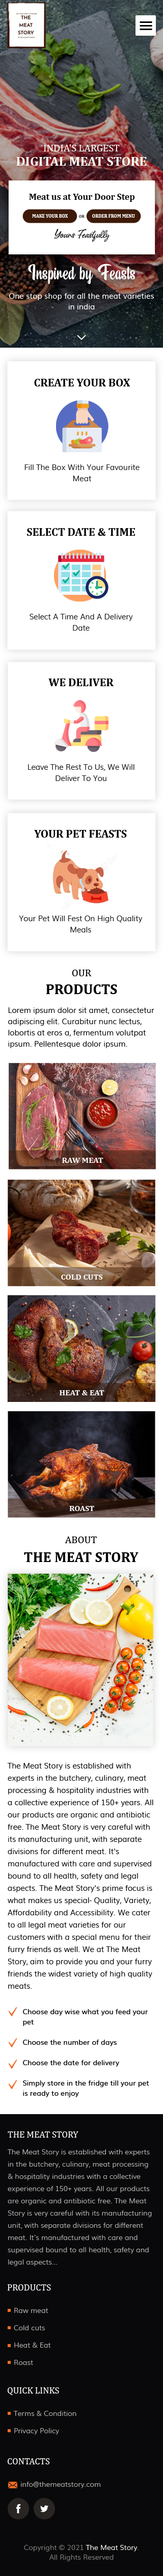 THE
MEAT
STORY
INDIA'S LARGEST
DIGITAL MEAT STORE
Meat us at Your Door Step
MAKE YOUR BOX
OR
ORDER FROM MENU
Yours Feastfully
Inspired by Feasts
One stop shop for all the meat varieties
in india
CREATE YOUR BOX
Fill The Box With Your Favourite
Meat
SELECT DATE & TIME
Select A Time And A Delivery
Date
WE DELIVER
Leave The Rest To Us, We Will
Deliver To You
YOUR PET FEASTS
Your Pet Will Fest On High Quality
Meals
OUR
PRODUCTS
Lorem ipsum dolor sit amet, consectetur
adipiscing elit. Curabitur nunc lectus,
lobortis at eros a, fermentum volutpat
ipsum. Pellentesque dolor ipsum.
RAW MEAT
COLD CUTS
HEAT & EAT
ROAST
ABOUT
THE MEAT STORY
The Meat Story is established with
experts in the butchery, culinary, meat
processing & hospitality industries with
a collective experience of 150+ years. All
our products are organic and antibiotic
free. The Meat Story is very careful with
its manufacturing unit, with separate
divisions for different meat. It's
manufactured with care and supervised
bound to all health, safety and legal
aspects. The Meat Story's prime focus is
what makes us special- Quality, Variety,
Affordability and Accessibility. We cater
to all legal meat varieties for our
customers with a special menu for their
furry friends as well. We at The Meat
Story, aim to provide you and your furry
friends the widest variety of high quality
meats.
Choose day wise what you feed your
pet
Choose the number of days
Choose the date for delivery
Simply store in the fridge till your pet
is ready to enjoy
THE MEAT STORY
The Meat Story is established with experts
in the butchery, culinary, meat processing
& hospitality industries with a collective
experience of 150+ years. All our products
are organic and antibiotic free. The Meat
Story is very careful with its manufacturing
unit, with separate divisions for different
meat. It's manufactured with care and
supervised bound to all health, safety and
legal aspects...
PRODUCTS
Raw meat
Cold cuts
Heat & Eat
Roast
QUICK LINKS
Terms & Condition
Privacy Policy
CONTACTS
info@themeatstory.com
Copyright © 2021 The Meat Story.
All Rights Reserved